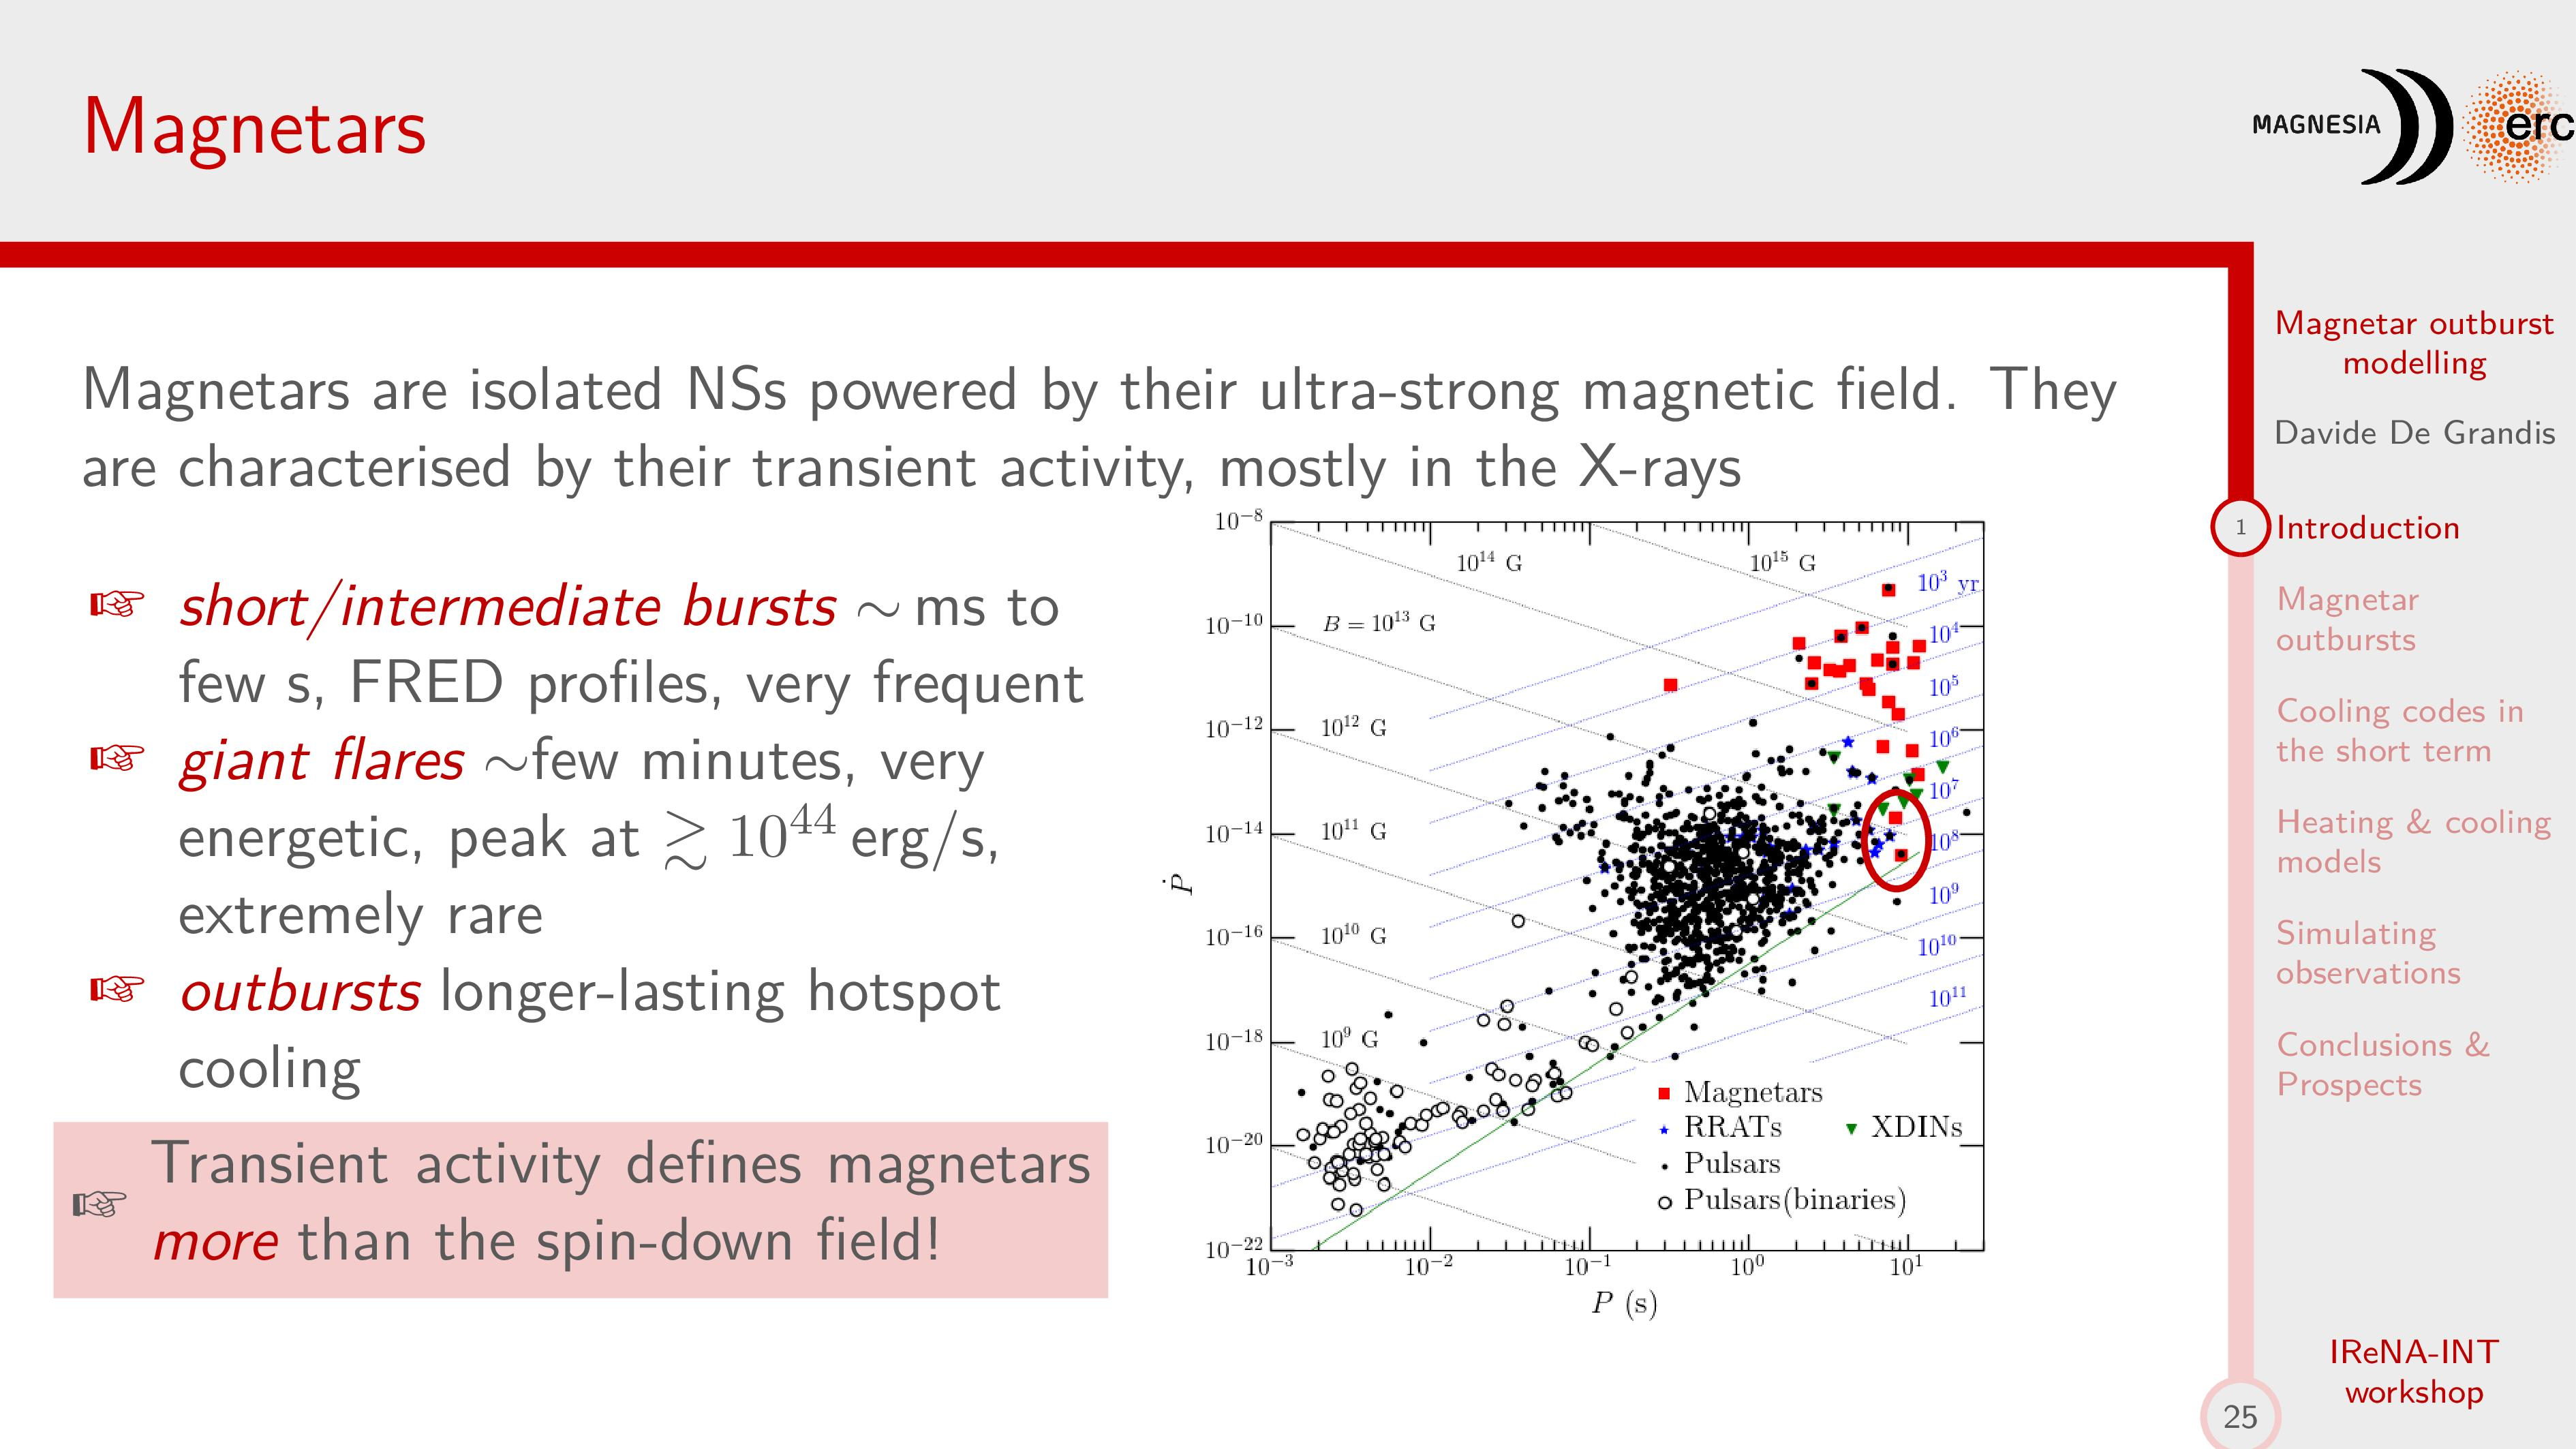 Magnetars
MAGNESIA
erc
Magnetars are isolated NSs powered by their ultra-strong magnetic field. They
are characterised by their transient activity, mostly in the X-rays
☞ short/intermediate bursts ∼ ms to
few s, FRED profiles, very frequent
☞ giant flares ∼few minutes, very
energetic, peak at ≳ 10^44 erg/s,
extremely rare
☞ outbursts longer-lasting hotspot
cooling
☞ Transient activity defines magnetars
more than the spin-down field!
10^−8
10^−10
10^−12
10^−14
10^−16
10^−18
10^−20
10^−22
Ṗ
10^14 G
10^15 G
B = 10^13 G
10^12 G
10^11 G
10^10 G
10^9 G
10^3 yr
10^4
10^5
10^6
10^7
10^8
10^9
10^10
10^11
Magnetars
RRATs
XDINs
Pulsars
Pulsars(binaries)
10^−3
10^−2
10^−1
10^0
10^1
P (s)
Magnetar outburst
modelling
Davide De Grandis
1
Introduction
Magnetar
outbursts
Cooling codes in
the short term
Heating & cooling
models
Simulating
observations
Conclusions &
Prospects
IReNA-INT
workshop
25